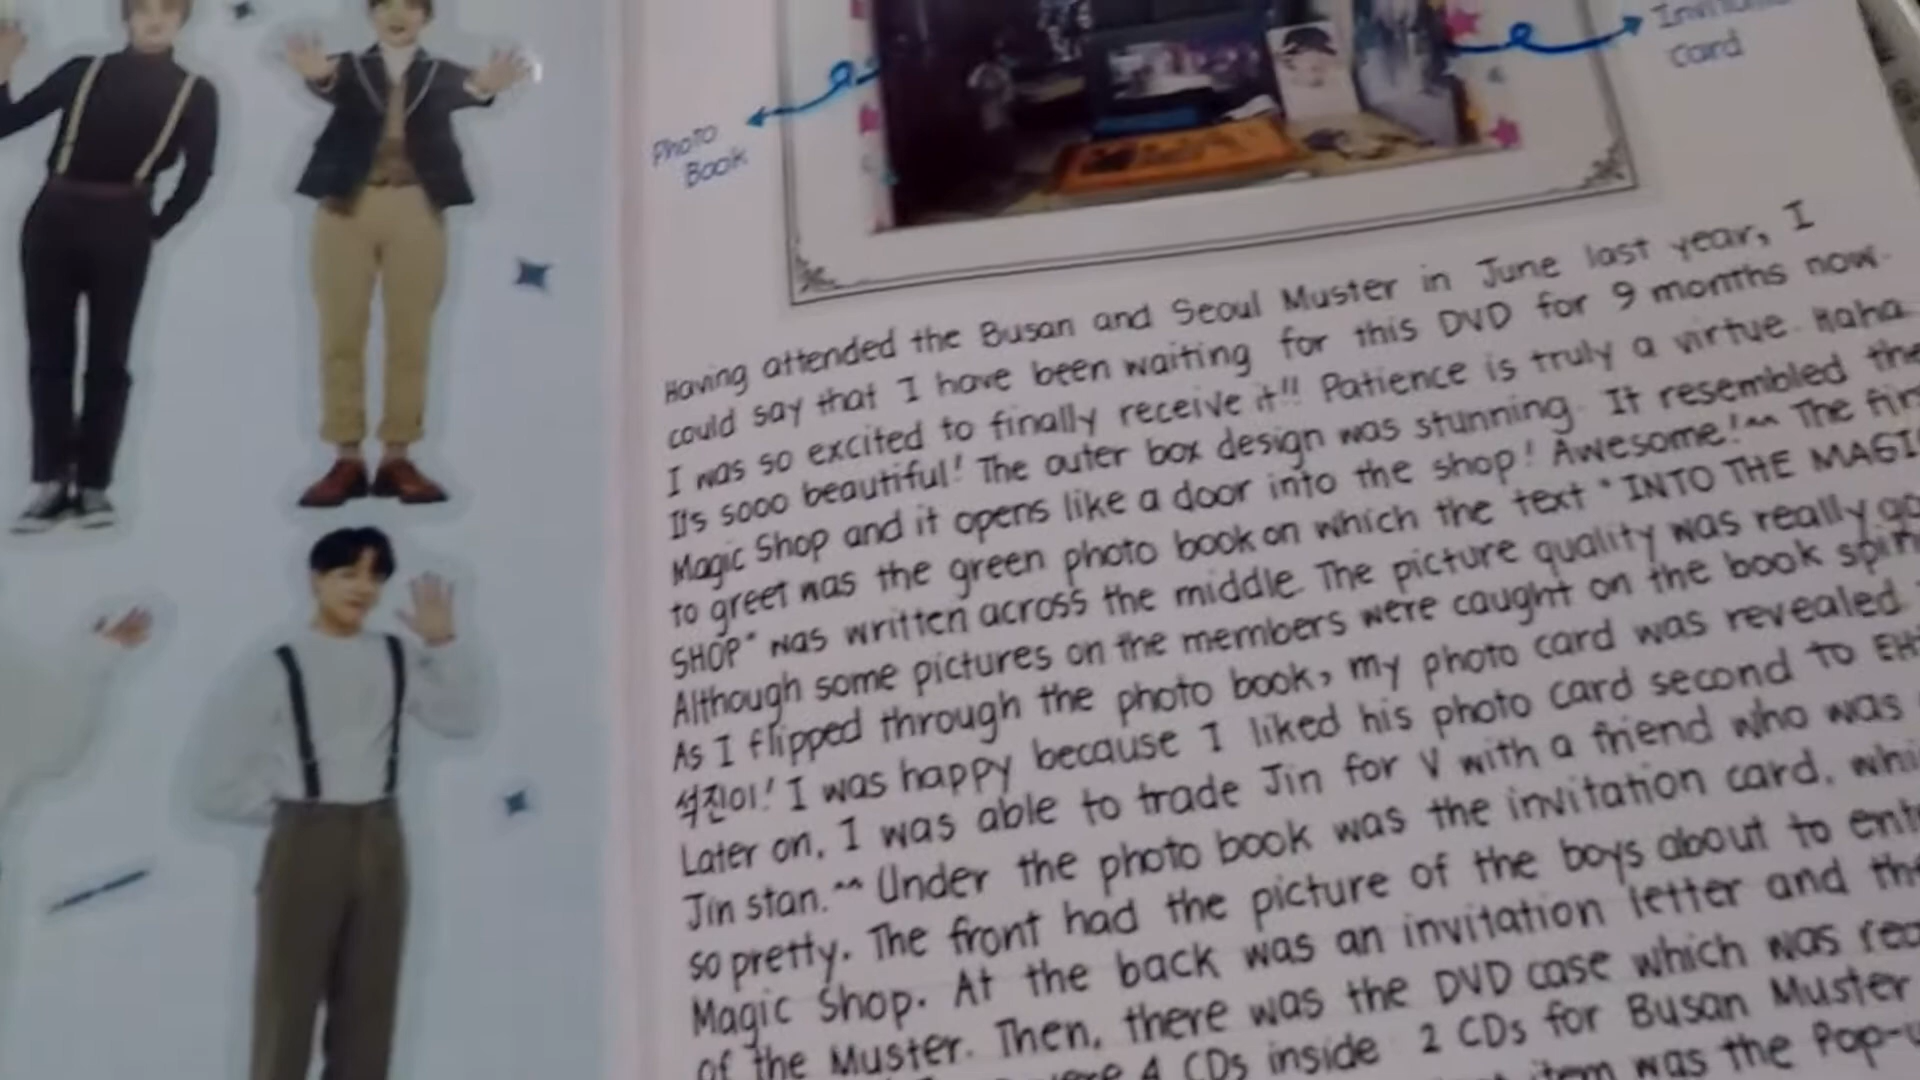 Photo
Book
Card
Having attended the Busan and Seoul Muster in June last year, I
could say that I have been waiting for this DVD for 9 months now.
I was so excited to finally receive it!! Patience is truly a virtue. Haha
It's sooo beautiful! The outer box design was stunning. It resembled the
Magic Shop and it opens like a door into the shop! Awesome!^^ The
to greet was the green photo book on which the text "INTO THE MAGIC
SHOP" was written across the middle. The picture quality was really
Although some pictures on the members were caught on the book
As I flipped through the photo book, my photo card was revealed.
석진이! I was happy because I liked his photo card second to
Later on, I was able to trade Jin for V with a friend who was
Jin stan.^^ Under the photo book was the invitation card,
so pretty. The front had the picture of the boys about to
Magic Shop. At the back was an invitation letter and
of the Muster. Then, there was the DVD case which was
4 CDs inside 2 CDs for Busan Muster
item was the